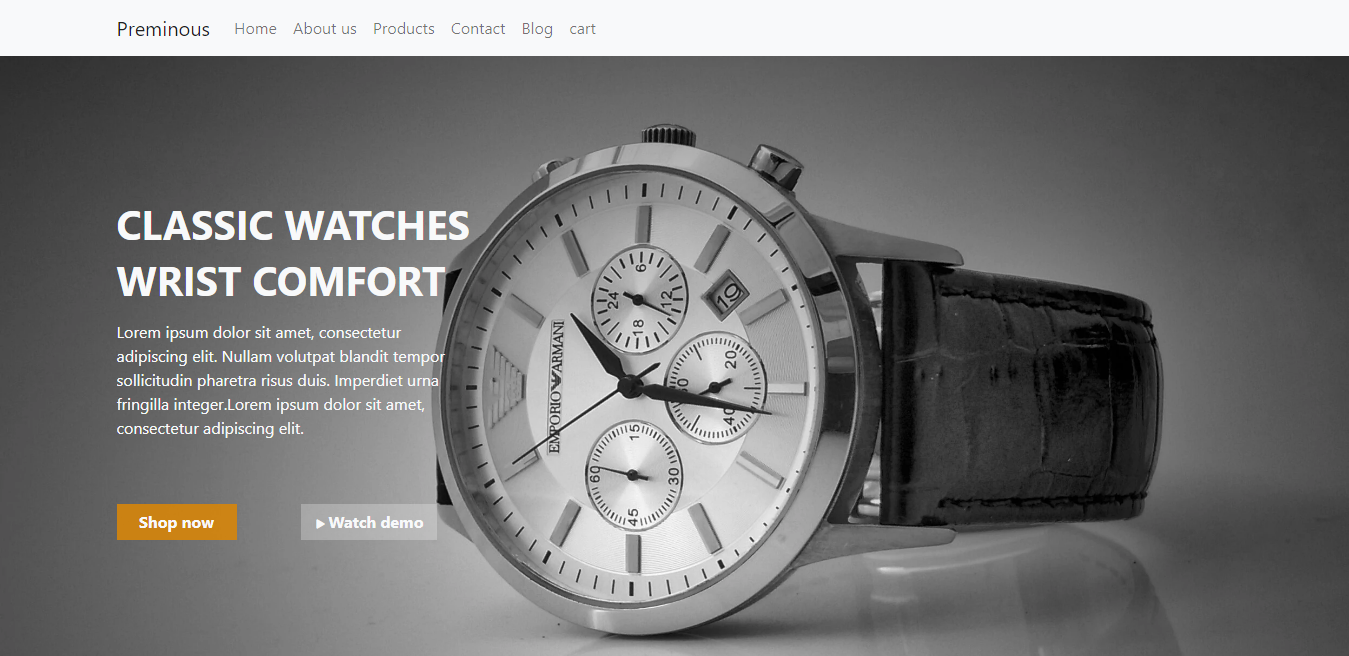 Preminous Home About us Products Contact Blog cart
CLASSIC WATCHES
WRIST COMFORT
Lorem ipsum dolor sit amet, consectetur
adipiscing elit. Nullam volutpat blandit tempor
sollicitudin pharetra risus duis. Imperdiet urna
fringilla integer.Lorem ipsum dolor sit amet,
consectetur adipiscing elit.
Shop now Watch demo
EMPORIO ARMANI
6
12
18
24
19
20
40
60
15
30
45
60